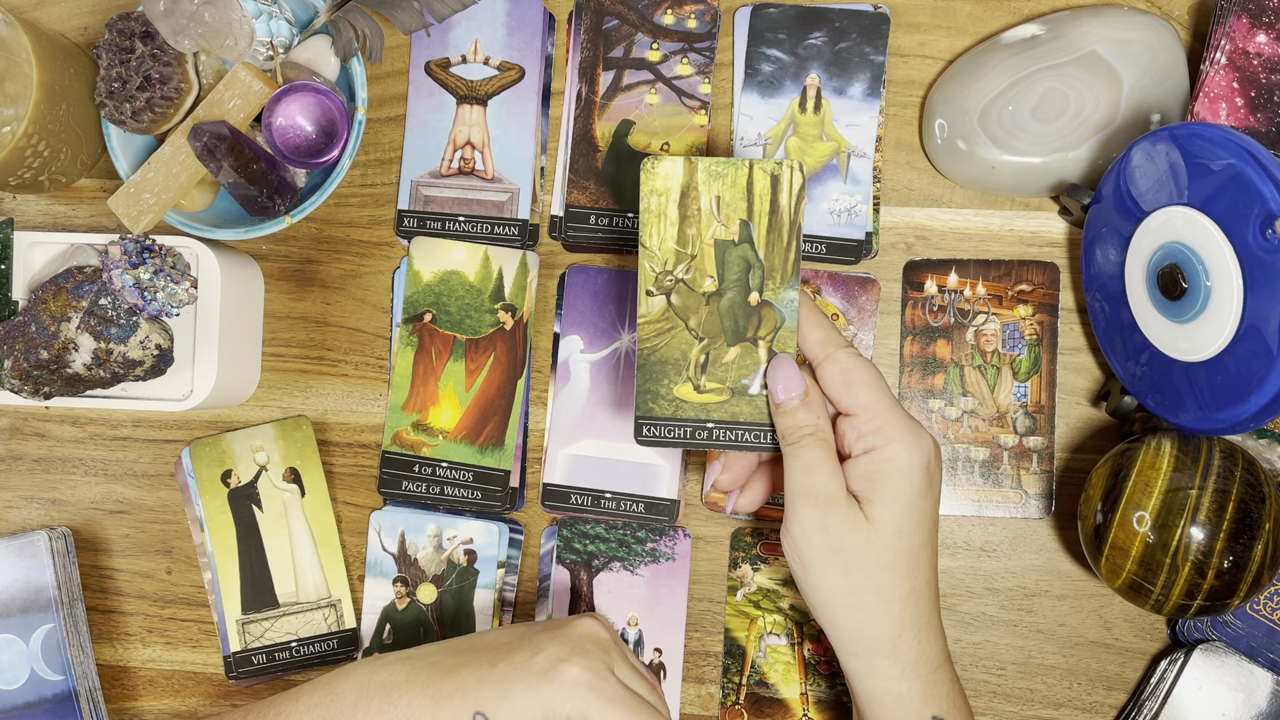 XII · THE HANGED MAN
8 OF PENT
ORDS
KNIGHT OF PENTACLES
4 OF WANDS
PAGE OF WANDS
XVII · THE STAR
VII · THE CHARIOT